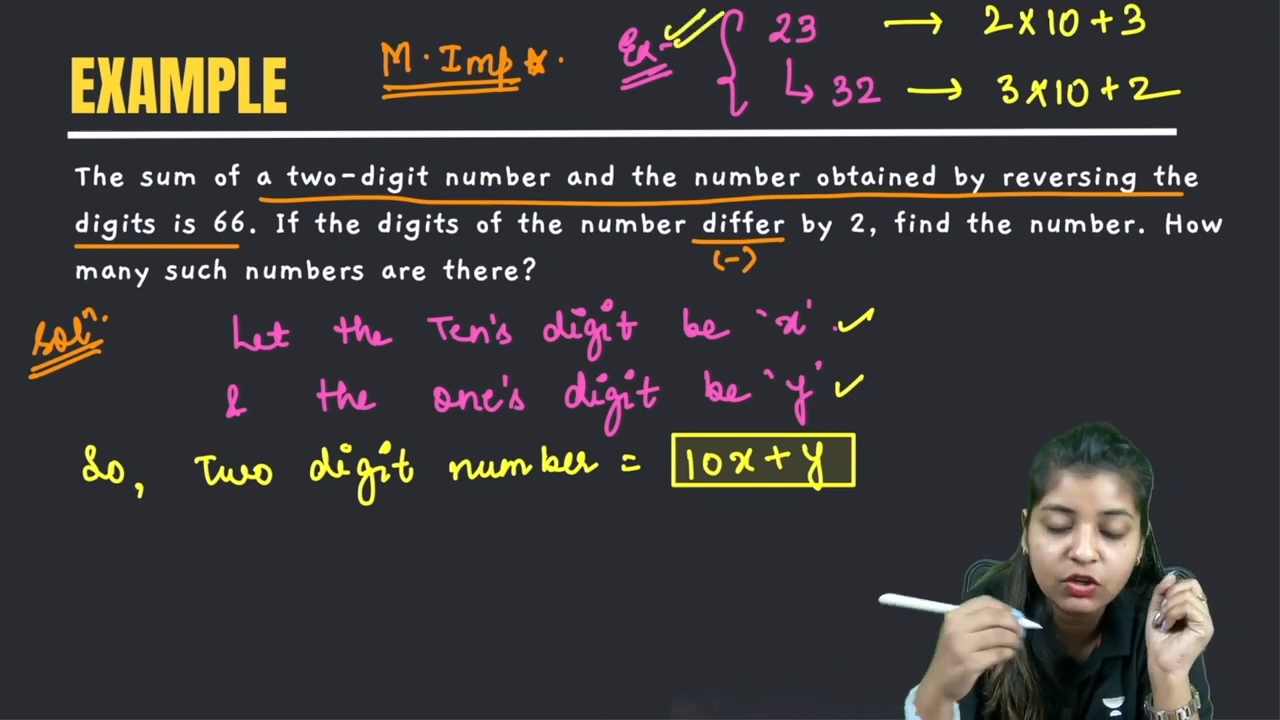 EXAMPLE
M. Imp
Ex- 23 → 2×10+3
↳ 32 → 3×10+2
The sum of a two-digit number and the number obtained by reversing the
digits is 66. If the digits of the number differ by 2, find the number. How
(-)
many such numbers are there?
Solⁿ. Let the Ten's digit be 'x'.
& the one's digit be 'y'
So, Two digit number = 10x+y